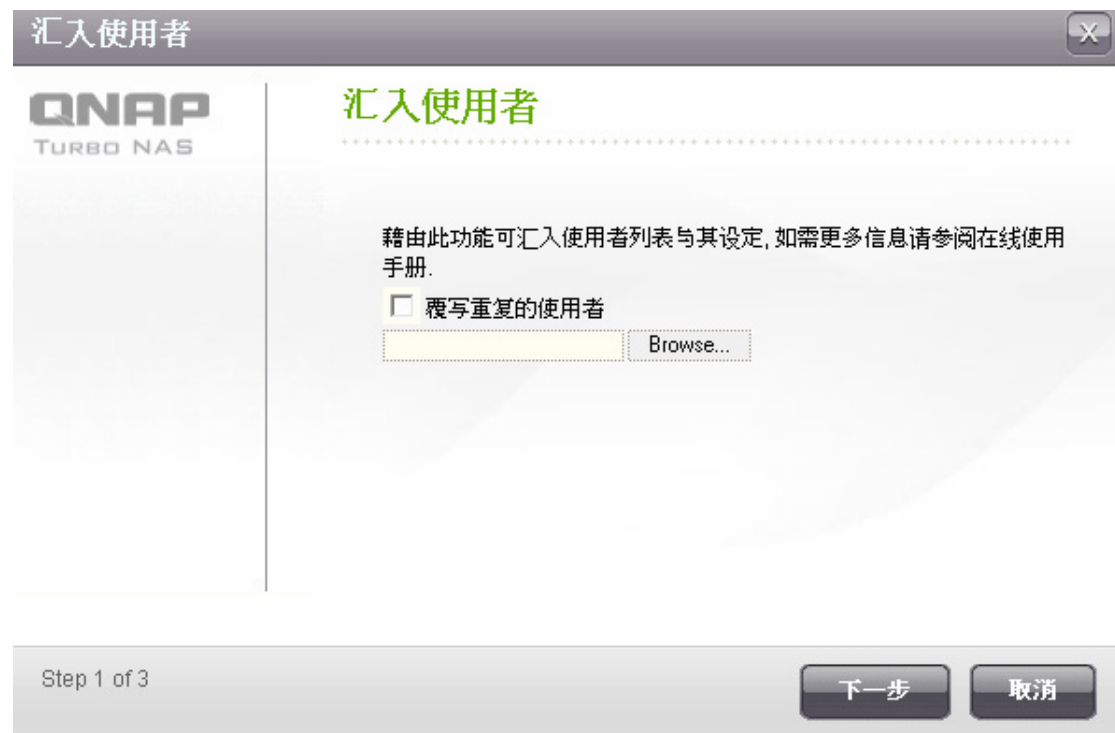 汇入使用者
QNAP
TURBO NAS
汇入使用者
藉由此功能可汇入使用者列表与其设定, 如需更多信息请参阅在线使用
手册.
覆写重复的使用者
Browse...
Step 1 of 3
下一步
取消